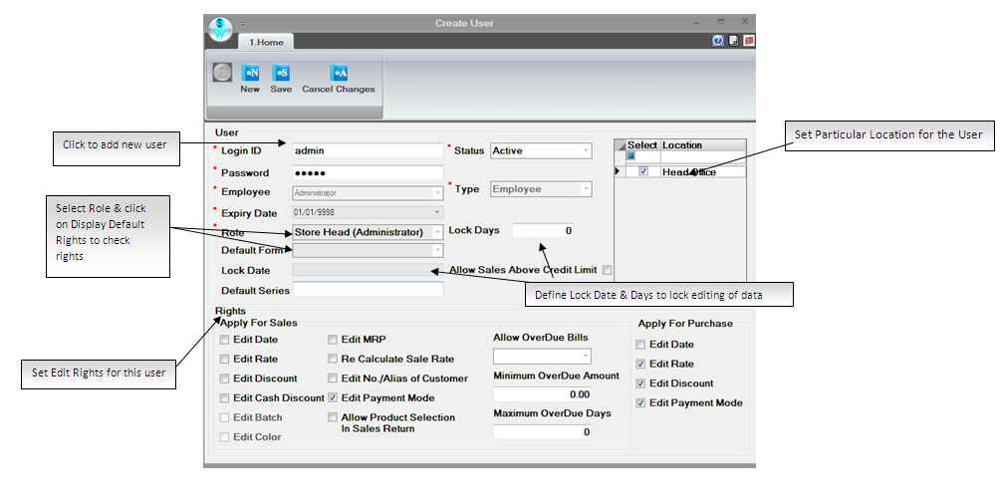 Create User
1.Home
New Save Cancel Changes
User
Click to add new user
Set Particular Location for the User
* Login ID admin
* Status Active
Select Location
* Password •••••
Head Office
Employee Administrator
* Type Employee
* Expiry Date 01/01/9998
Select Role & click
on Display Default
Rights to check
rights
* Role Store Head (Administrator)
Lock Days 0
Default Form
Lock Date
Allow Sales Above Credit Limit
Default Series
Define Lock Date & Days to lock editing of data
Rights
Apply For Sales
Set Edit Rights for this user
Edit Date
Edit Rate
Edit Discount
Edit Cash Discount
Edit Batch
Edit Color
Edit MRP
Re Calculate Sale Rate
Edit No./Alias of Customer
Edit Payment Mode
Allow Product Selection
In Sales Return
Allow OverDue Bills
Minimum OverDue Amount
0.00
Maximum OverDue Days
0
Apply For Purchase
Edit Date
Edit Rate
Edit Discount
Edit Payment Mode